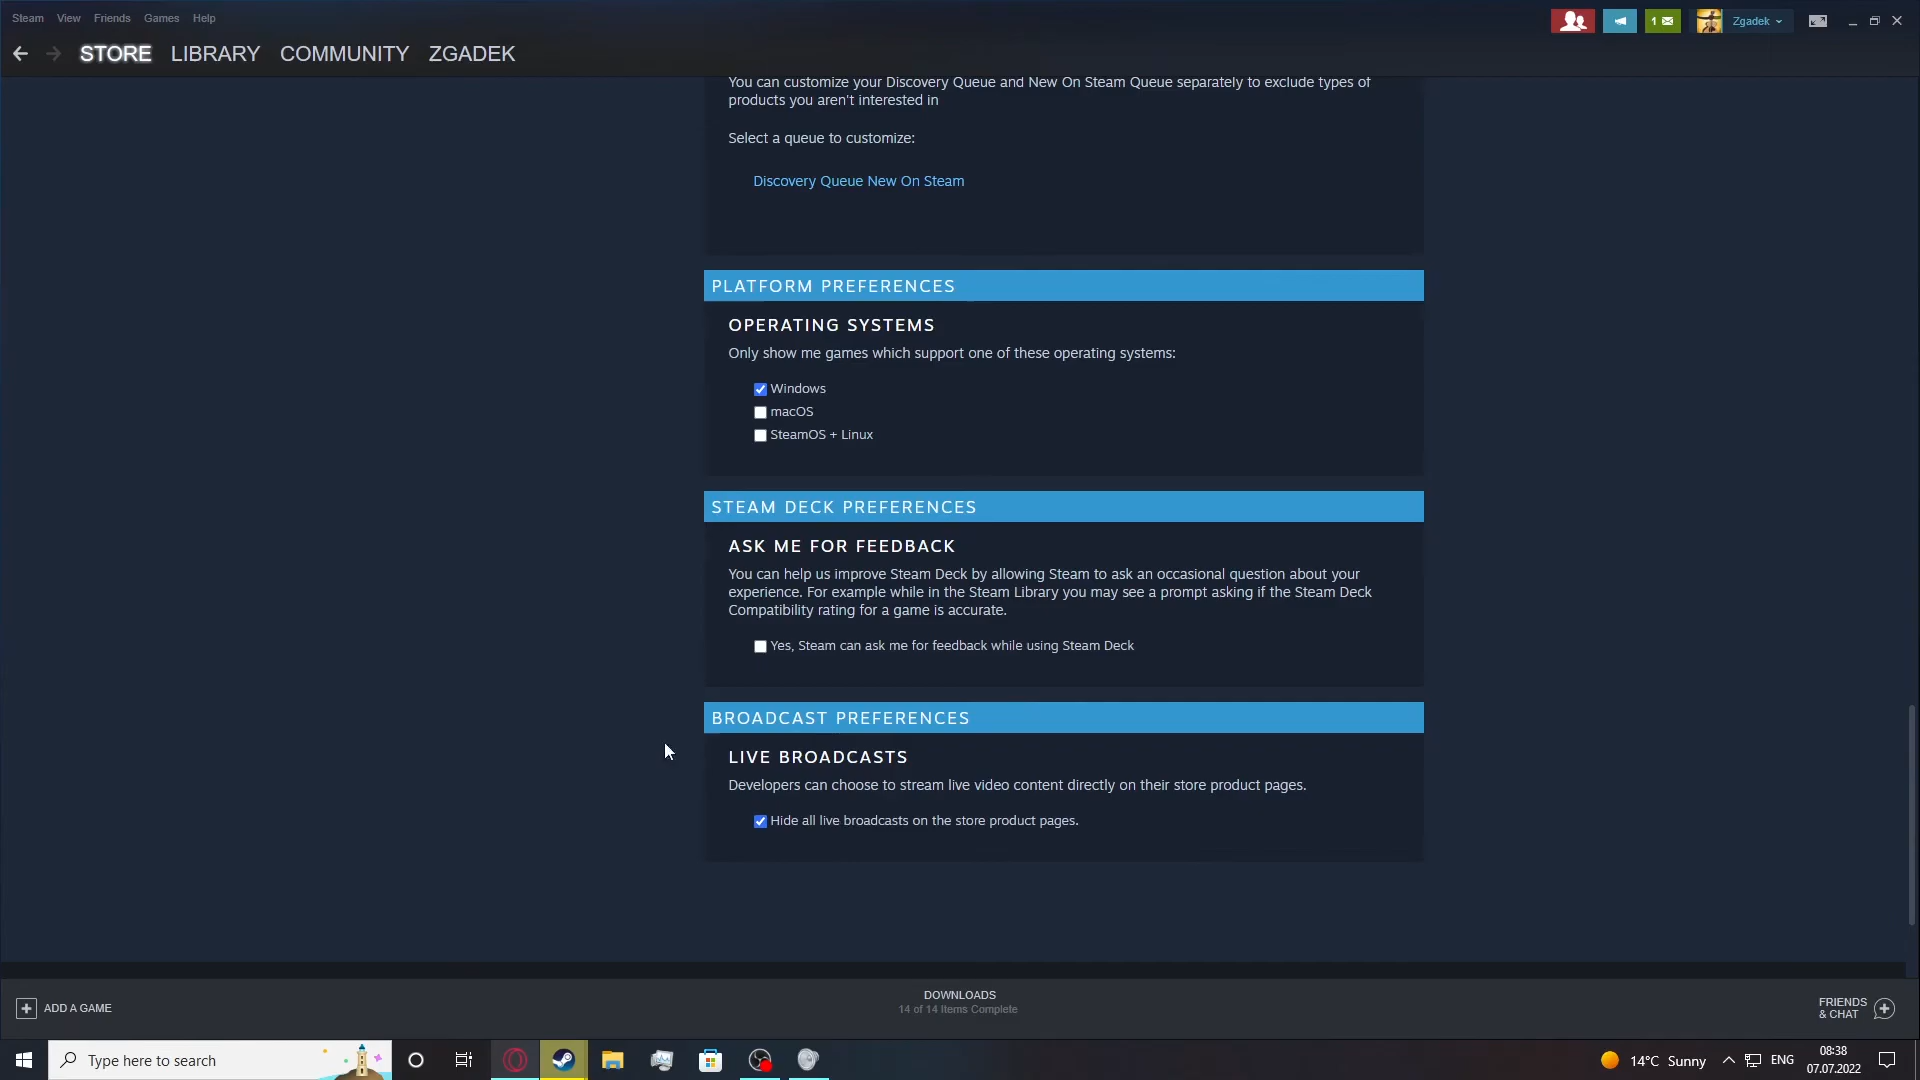 Steam View Friends Games Help
1 Zgadek
STORE LIBRARY COMMUNITY ZGADEK
You can customize your Discovery Queue and New On Steam Queue separately to exclude types of
products you aren't interested in
Select a queue to customize:
Discovery Queue New On Steam
PLATFORM PREFERENCES
OPERATING SYSTEMS
Only show me games which support one of these operating systems:
Windows
macOS
SteamOS + Linux
STEAM DECK PREFERENCES
ASK ME FOR FEEDBACK
You can help us improve Steam Deck by allowing Steam to ask an occasional question about your
experience. For example while in the Steam Library you may see a prompt asking if the Steam Deck
Compatibility rating for a game is accurate.
Yes, Steam can ask me for feedback while using Steam Deck
BROADCAST PREFERENCES
LIVE BROADCASTS
Developers can choose to stream live video content directly on their store product pages.
Hide all live broadcasts on the store product pages.
ADD A GAME
DOWNLOADS
14 of 14 Items Complete
FRIENDS
& CHAT
Type here to search
14°C Sunny
ENG
08:38
07.07.2022